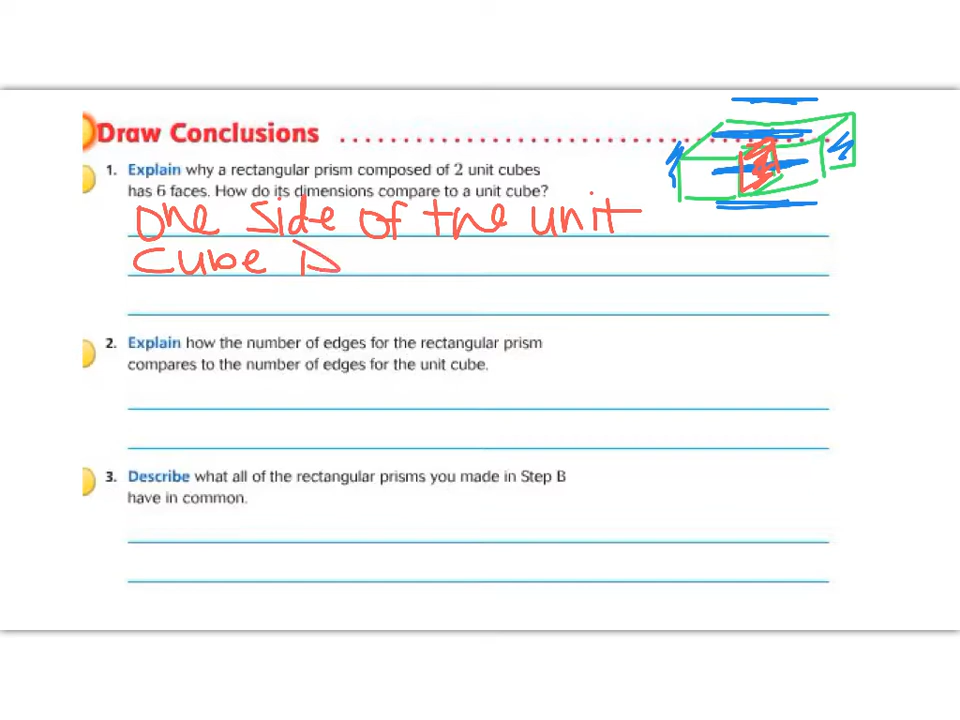 Draw Conclusions
1. Explain why a rectangular prism composed of 2 unit cubes
has 6 faces. How do its dimensions compare to a unit cube?
One side of the unit
Cube
2. Explain how the number of edges for the rectangular prism
compares to the number of edges for the unit cube.
3. Describe what all of the rectangular prisms you made in Step B
have in common.